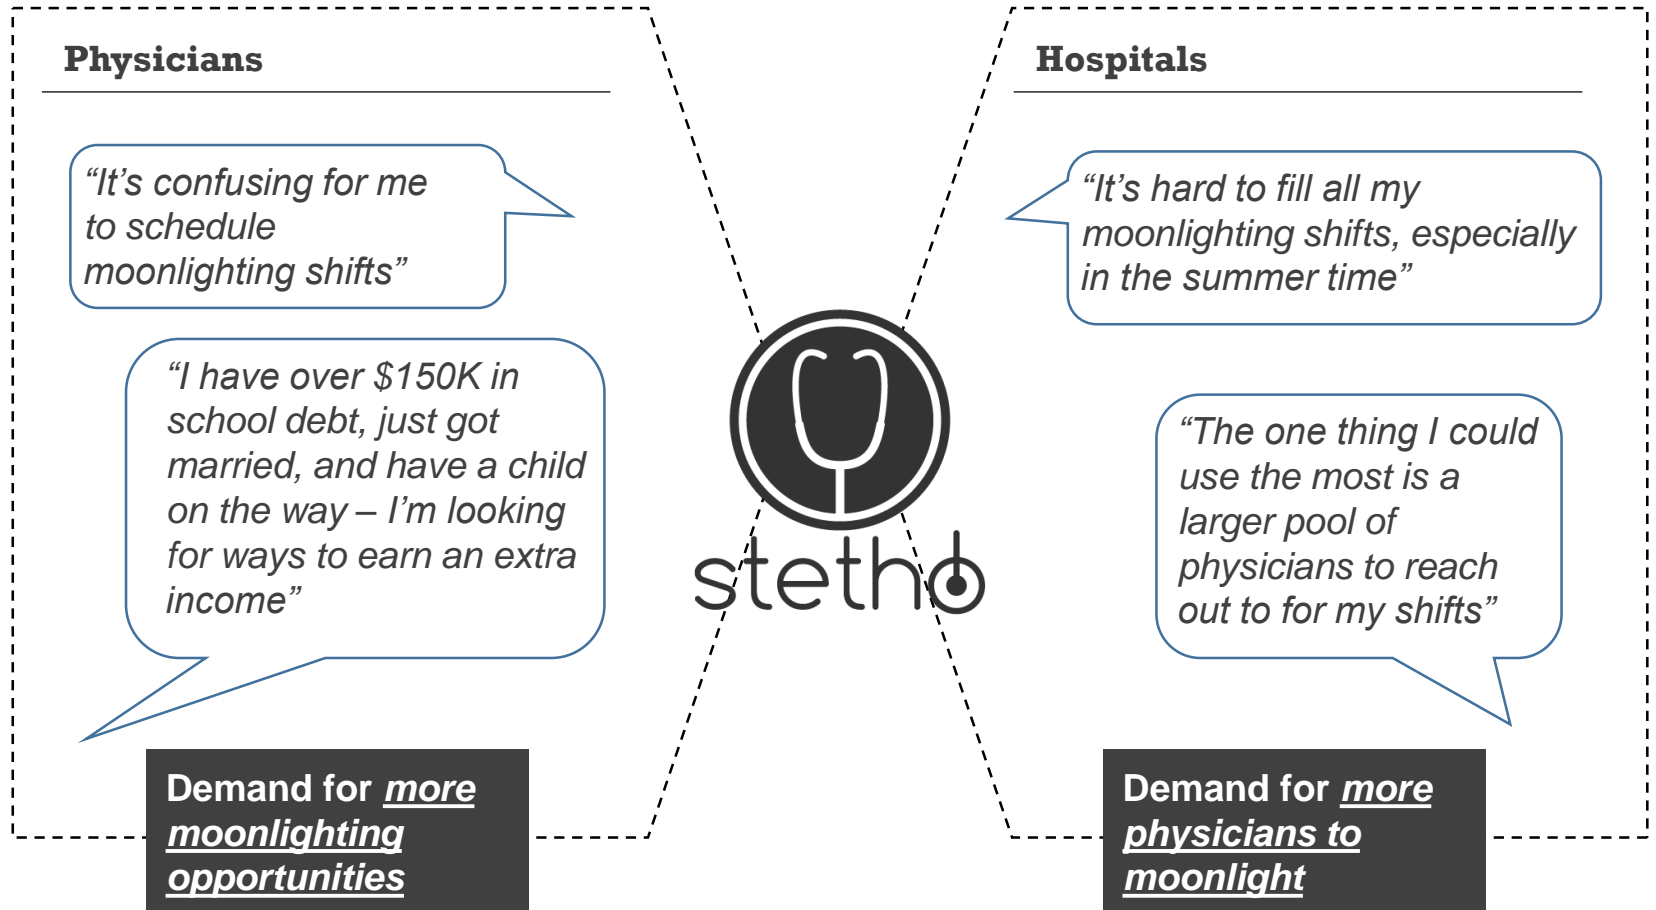 Physicians
“It’s confusing for me
to schedule
moonlighting shifts”
“I have over $150K in
school debt, just got
married, and have a child
on the way – I’m looking
for ways to earn an extra
income”
Demand for more
moonlighting
opportunities
stetho
Hospitals
“It’s hard to fill all my
moonlighting shifts, especially
in the summer time”
“The one thing I could
use the most is a
larger pool of
physicians to reach
out to for my shifts”
Demand for more
physicians to
moonlight